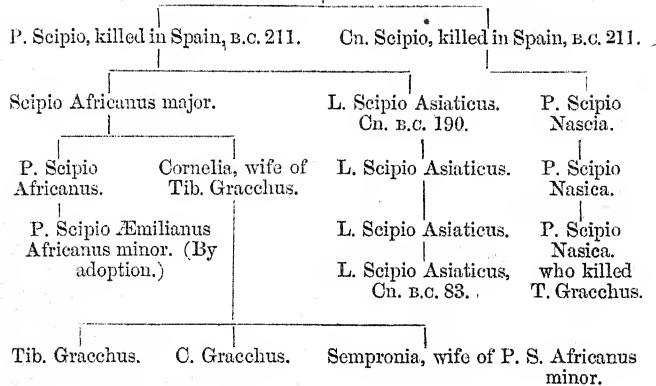 P. Scipio, killed in Spain, B.C. 211. Cn. Scipio, killed in Spain, B.C. 211.
Scipio Africanus major. L. Scipio Asiaticus. P. Scipio
Cn. B.C. 190. Nascia.
P. Scipio Cornelia, wife of L. Scipio Asiaticus. P. Scipio
Africanus. Tib. Gracchus. Nasica.
P. Scipio Æmilianus L. Scipio Asiaticus. P. Scipio
Africanus minor. (By Nasica.
adoption.) L. Scipio Asiaticus, who killed
Cn. B.C. 83. T. Gracchus.
Tib. Gracchus. C. Gracchus. Sempronia, wife of P. S. Africanus
minor.